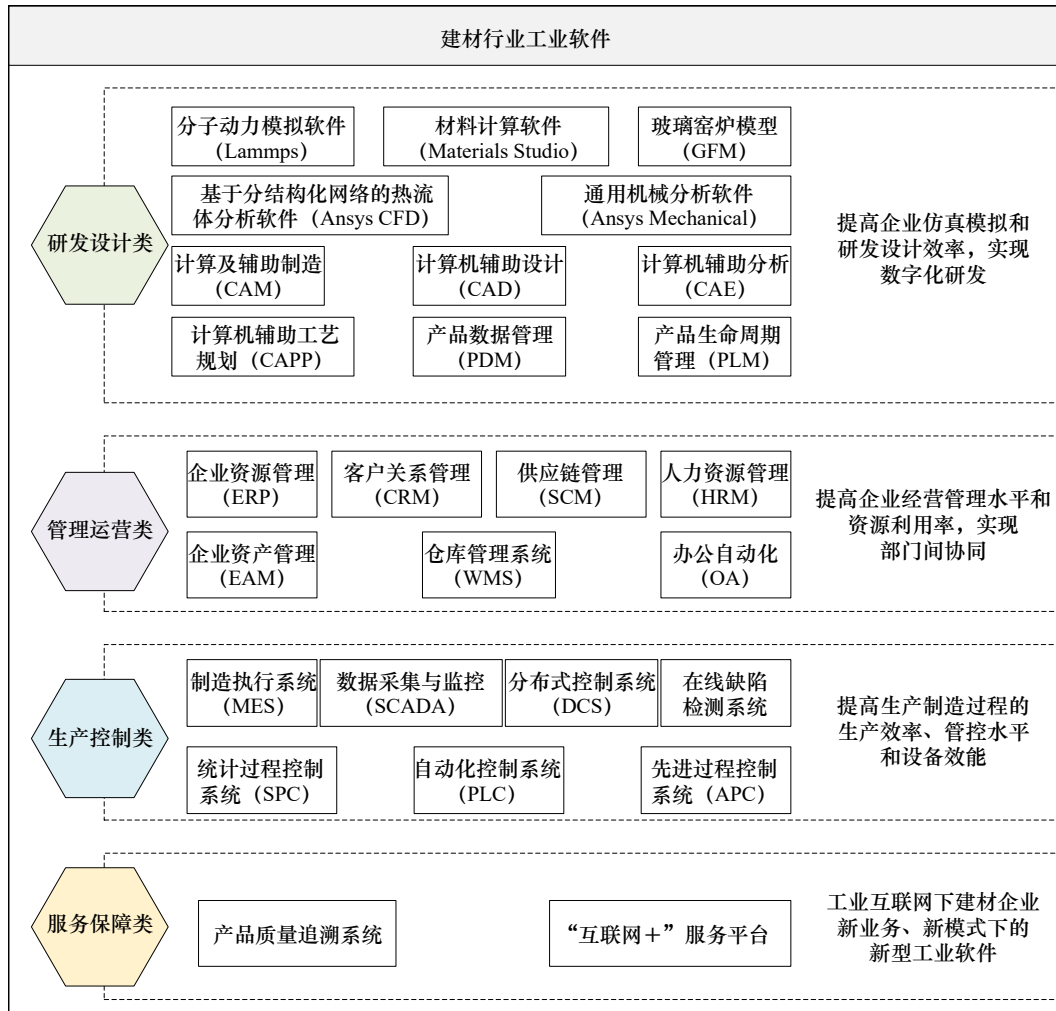 建材行业工业软件
研发设计类
分子动力模拟软件
（Lammps）
材料计算软件
（Materials Studio）
玻璃窑炉模型
（GFM）
基于分结构化网络的热流
体分析软件（Ansys CFD）
通用机械分析软件
（Ansys Mechanical）
计算及辅助制造
（CAM）
计算机辅助设计
（CAD）
计算机辅助分析
（CAE）
计算机辅助工艺
规划（CAPP）
产品数据管理
（PDM）
产品生命周期
管理（PLM）
提高企业仿真模拟和
研发设计效率，实现
数字化研发
管理运营类
企业资源管理
（ERP）
客户关系管理
（CRM）
供应链管理
（SCM）
人力资源管理
（HRM）
企业资产管理
（EAM）
仓库管理系统
（WMS）
办公自动化
（OA）
提高企业经营管理水平和
资源利用率，实现
部门间协同
生产控制类
制造执行系统
（MES）
数据采集与监控
（SCADA）
分布式控制系统
（DCS）
在线缺陷
检测系统
统计过程控制
系统（SPC）
自动化控制系统
（PLC）
先进过程控制
系统（APC）
提高生产制造过程的
生产效率、管控水平
和设备效能
服务保障类
产品质量追溯系统
“互联网＋”服务平台
工业互联网下建材企业
新业务、新模式下的
新型工业软件